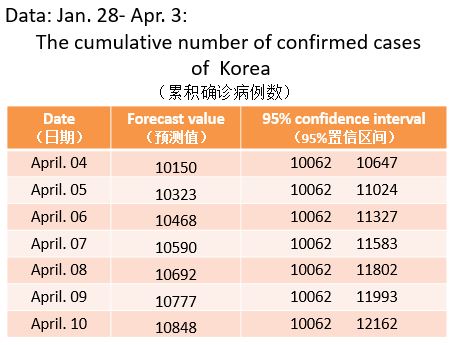 Data: Jan. 28- Apr. 3:
The cumulative number of confirmed cases
of Korea
（累积确诊病例数）
Date Forecast value 95% confidence interval
（日期） （预测值） （95%置信区间）
April. 04 10150 10062 10647
April. 05 10323 10062 11024
April. 06 10468 10062 11327
April. 07 10590 10062 11583
April. 08 10692 10062 11802
April. 09 10777 10062 11993
April. 10 10848 10062 12162